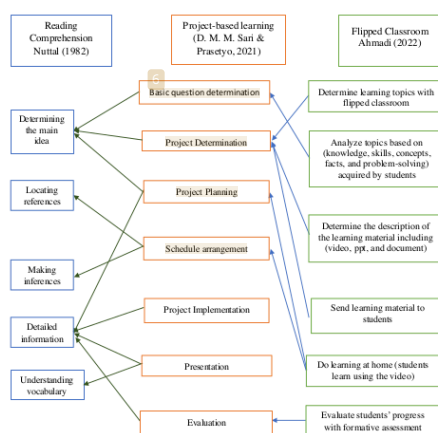 Reading
Comprehension
Nuttal (1982)
Project-based learning
(D. M. M. Sari &
Prasetyo, 2021)
Flipped Classroom
Ahmadi (2022)
5
Basic question determination
Determine learning topics with
flipped classroom
Determining
the main
idea
Project Determination
Analyze topics based on
(knowledge, skills, concepts,
facts, and problem-solving)
acquired by students
Locating
references
Project Planning
Determine the description of
the learning material including
(video, ppt, and document)
Schedule arrangement
Making
inferences
Project Implementation
Send learning material to
students
Detailed
information
Presentation
Do learning at home (students
learn using the video)
Understanding
vocabulary
Evaluation
Evaluate students' progress
with formative assessment